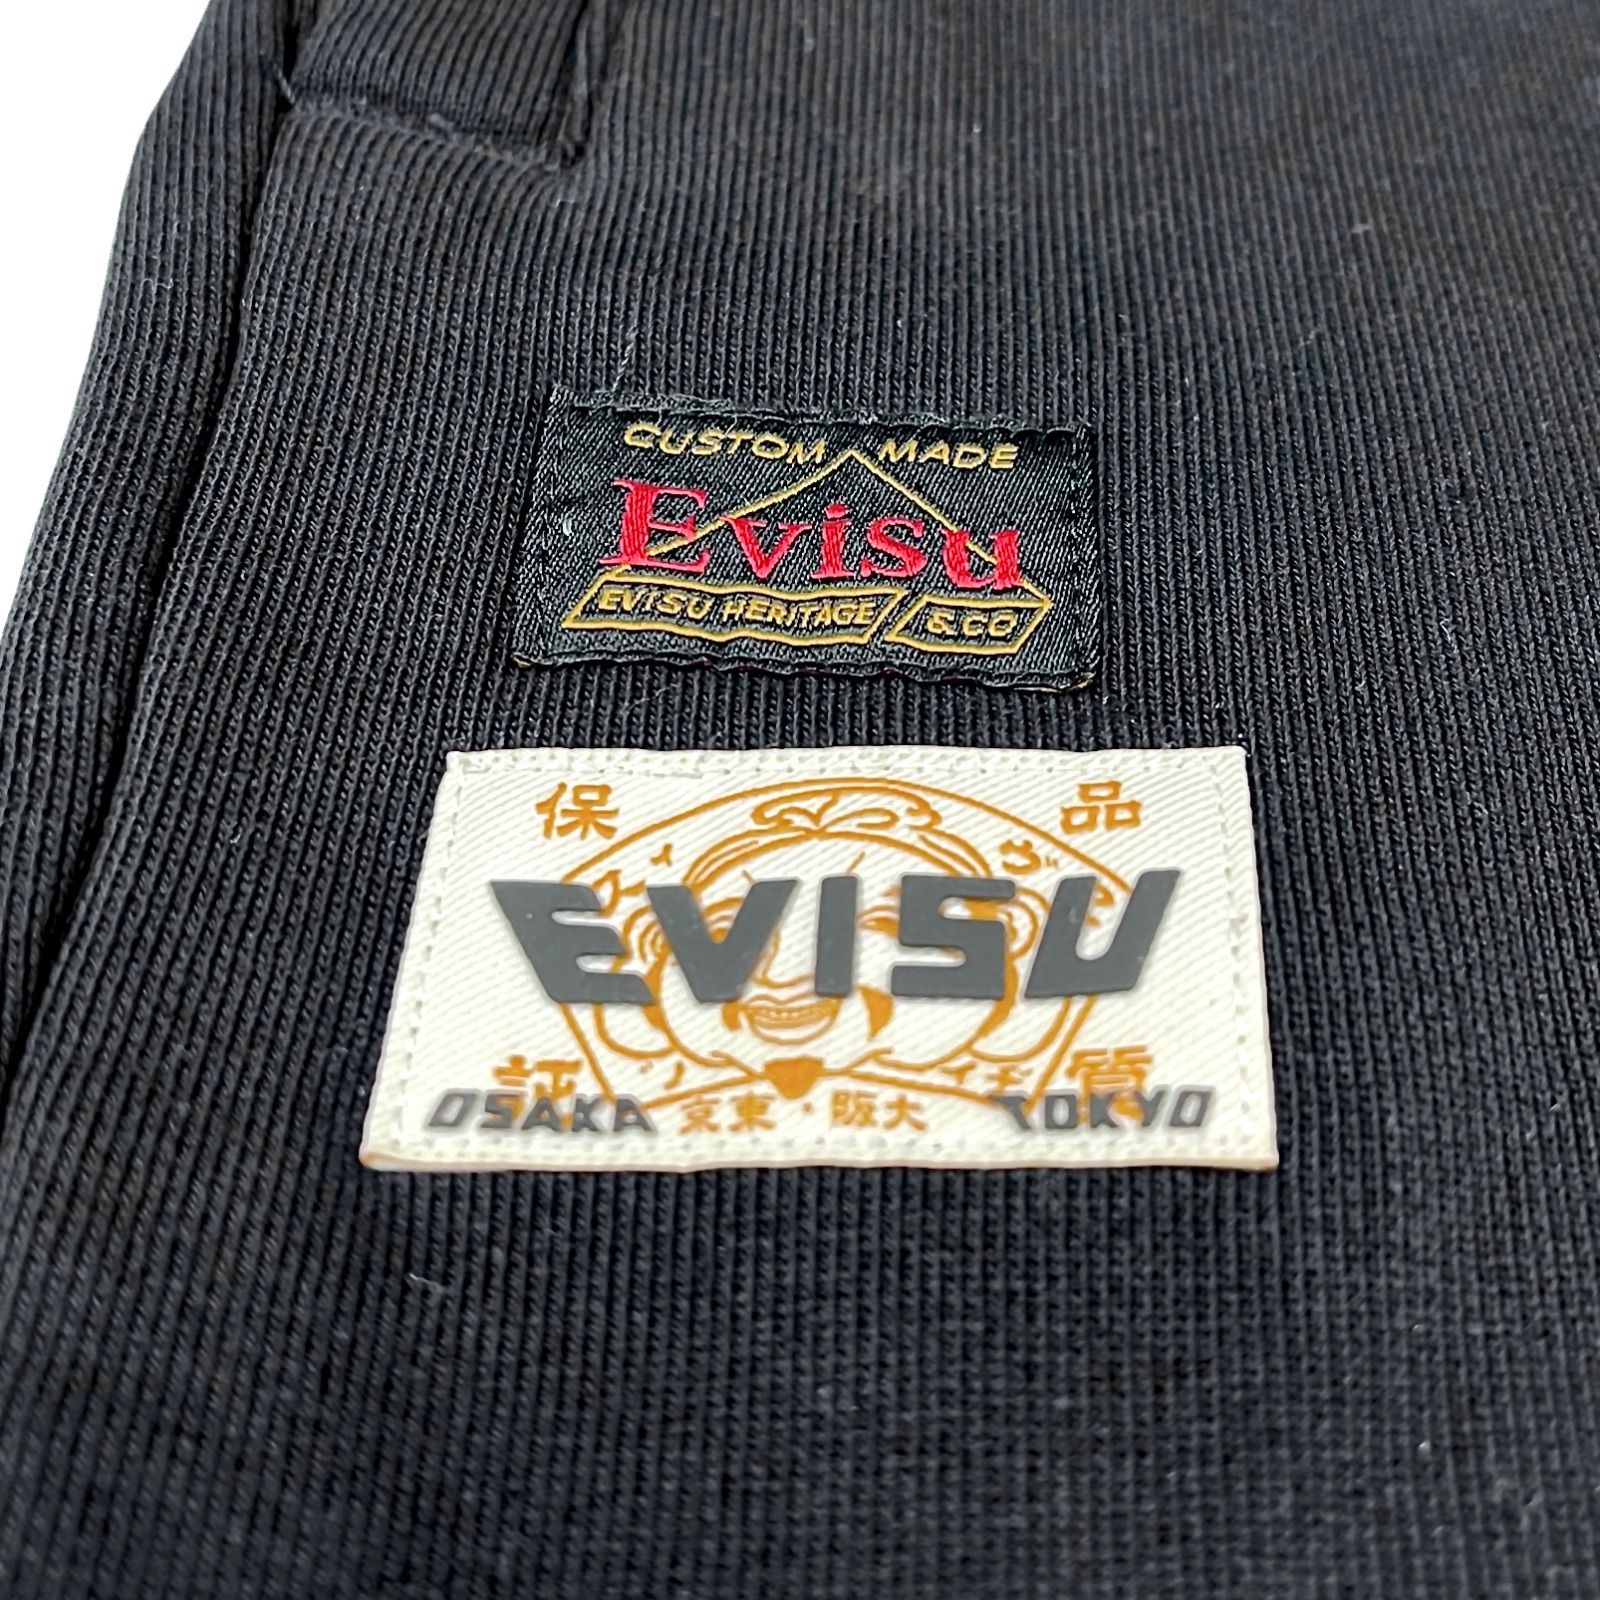 CUSTOM MADE
Evisu
EVISU HERITAGE & CO
保 品
EVISU
証 質
OSAKA 京東・阪大 TOKYO